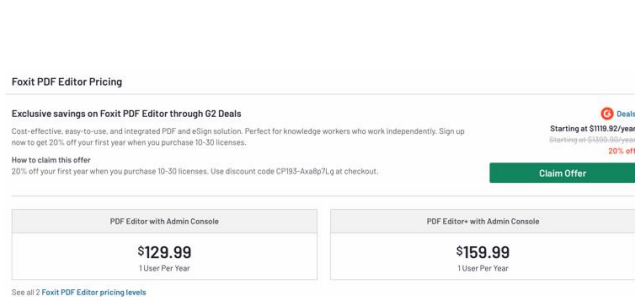 Foxit PDF Editor Pricing
Exclusive savings on Foxit PDF Editor through G2 Deals
Cost-effective, easy-to-use, and integrated PDF and eSign solution. Perfect for knowledge workers who work independently. Sign up
now to get 20% off your first year when you purchase 10-30 licenses.
How to claim this offer
20% off your first year when you purchase 10-30 licenses. Use discount code CP193-Axa8p7Lg at checkout.
Deals
Starting at $1119.92/year
Starting at $1399.90/year
20% off
Claim Offer
PDF Editor with Admin Console
$129.99
1 User Per Year
PDF Editor+ with Admin Console
$159.99
1 User Per Year
See all 2 Foxit PDF Editor pricing levels